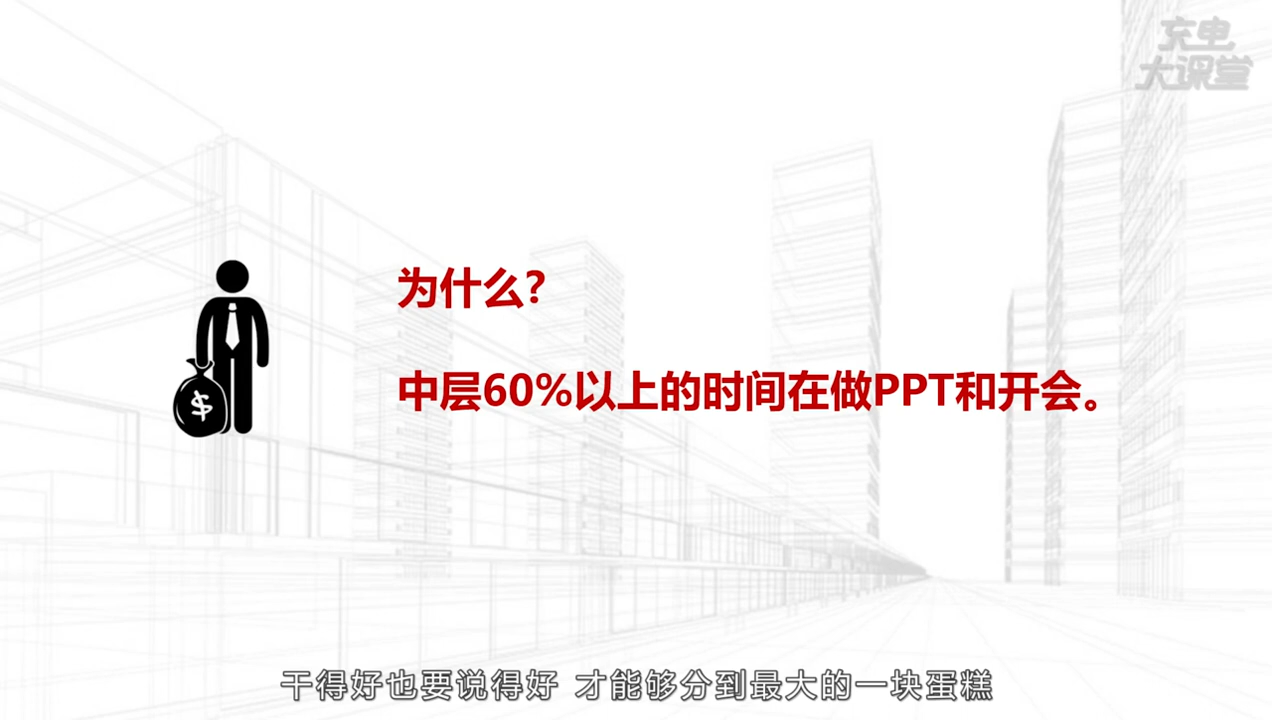 充电
大课堂
为什么?
中层60%以上的时间在做PPT和开会。
$
干得好也要说得好 才能够分到最大的一块蛋糕